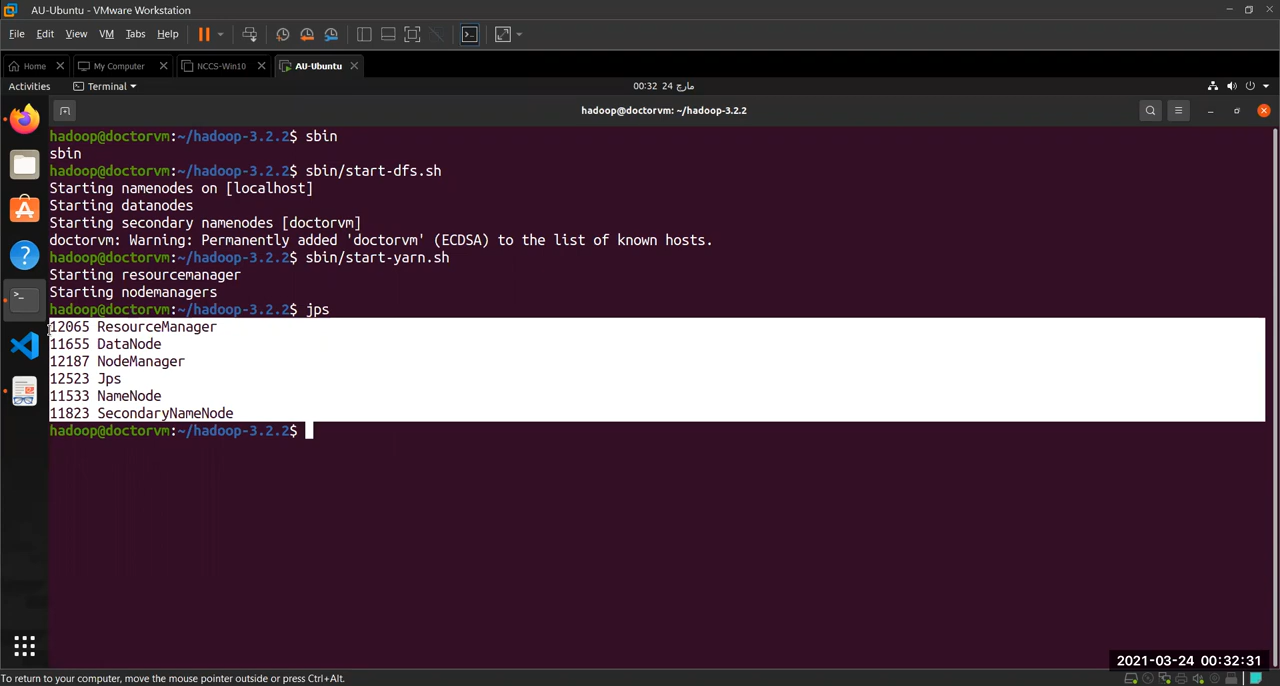 AU-Ubuntu - VMware Workstation
File Edit View VM Tabs Help
Home My Computer NCCS-Win10 AU-Ubuntu
Activities Terminal 00:32 24 مارچ
hadoop@doctorvm: ~/hadoop-3.2.2
hadoop@doctorvm:~/hadoop-3.2.2$ sbin
sbin
hadoop@doctorvm:~/hadoop-3.2.2$ sbin/start-dfs.sh
Starting namenodes on [localhost]
Starting datanodes
Starting secondary namenodes [doctorvm]
doctorvm: Warning: Permanently added 'doctorvm' (ECDSA) to the list of known hosts.
hadoop@doctorvm:~/hadoop-3.2.2$ sbin/start-yarn.sh
Starting resourcemanager
Starting nodemanagers
hadoop@doctorvm:~/hadoop-3.2.2$ jps
12065 ResourceManager
11655 DataNode
12187 NodeManager
12523 Jps
11533 NameNode
11823 SecondaryNameNode
hadoop@doctorvm:~/hadoop-3.2.2$
2021-03-24 00:32:31
To return to your computer, move the mouse pointer outside or press Ctrl+Alt.